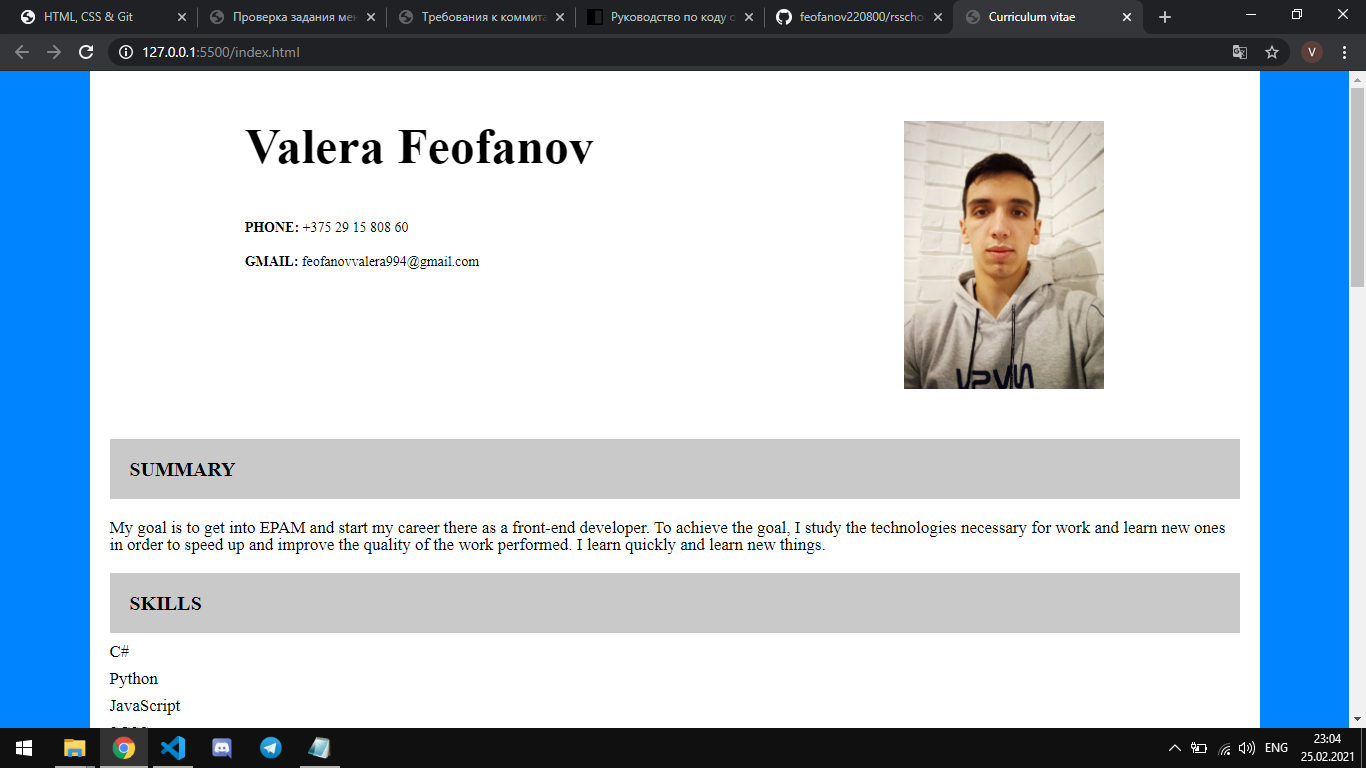 HTML, CSS & Git
Проверка задания мен
Требования к коммита
Руководство по коду о
feofanov220800/rsscho
Curriculum vitae
127.0.0.1:5500/index.html
V
Valera Feofanov
PHONE: +375 29 15 808 60
GMAIL: feofanovvalera994@gmail.com
SUMMARY
My goal is to get into EPAM and start my career there as a front-end developer. To achieve the goal, I study the technologies necessary for work and learn new ones
in order to speed up and improve the quality of the work performed. I learn quickly and learn new things.
SKILLS
C#
Python
JavaScript
ENG
23:04
25.02.2021